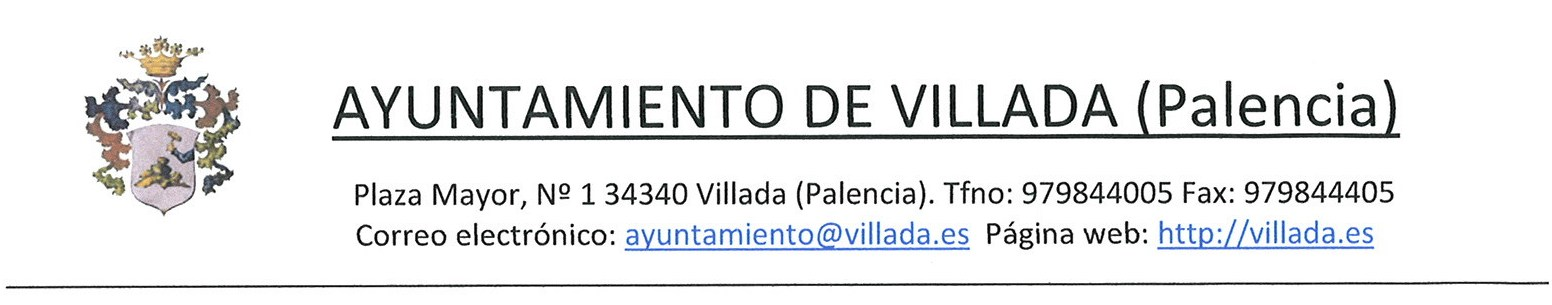 AYUNTAMIENTO DE VILLADA (Palencia)
Plaza Mayor, Nº 1 34340 Villada (Palencia). Tfno: 979844005 Fax: 979844405
Correo electrónico: ayuntamiento@villada.es Página web: http://villada.es